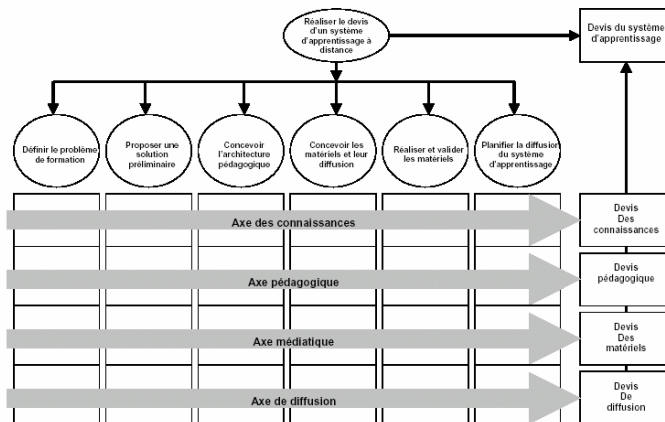 Réaliser le devis
d'un système
d'apprentissage à
distance
Devis du système
d'apprentissage
Définir le problème
de formation
Proposer une
solution
préliminaire
Concevoir
l'architecture
pédagogique
Concevoir les
matériels et leur
diffusion
Réaliser et valider
les matériels
Planifier la diffusion
du système
d'apprentissage
Axe des connaissances
Devis
Des
connaissances
Axe pédagogique
Devis
pédagogique
Axe médiatique
Devis
Des
matériels
Axe de diffusion
Devis
De
diffusion